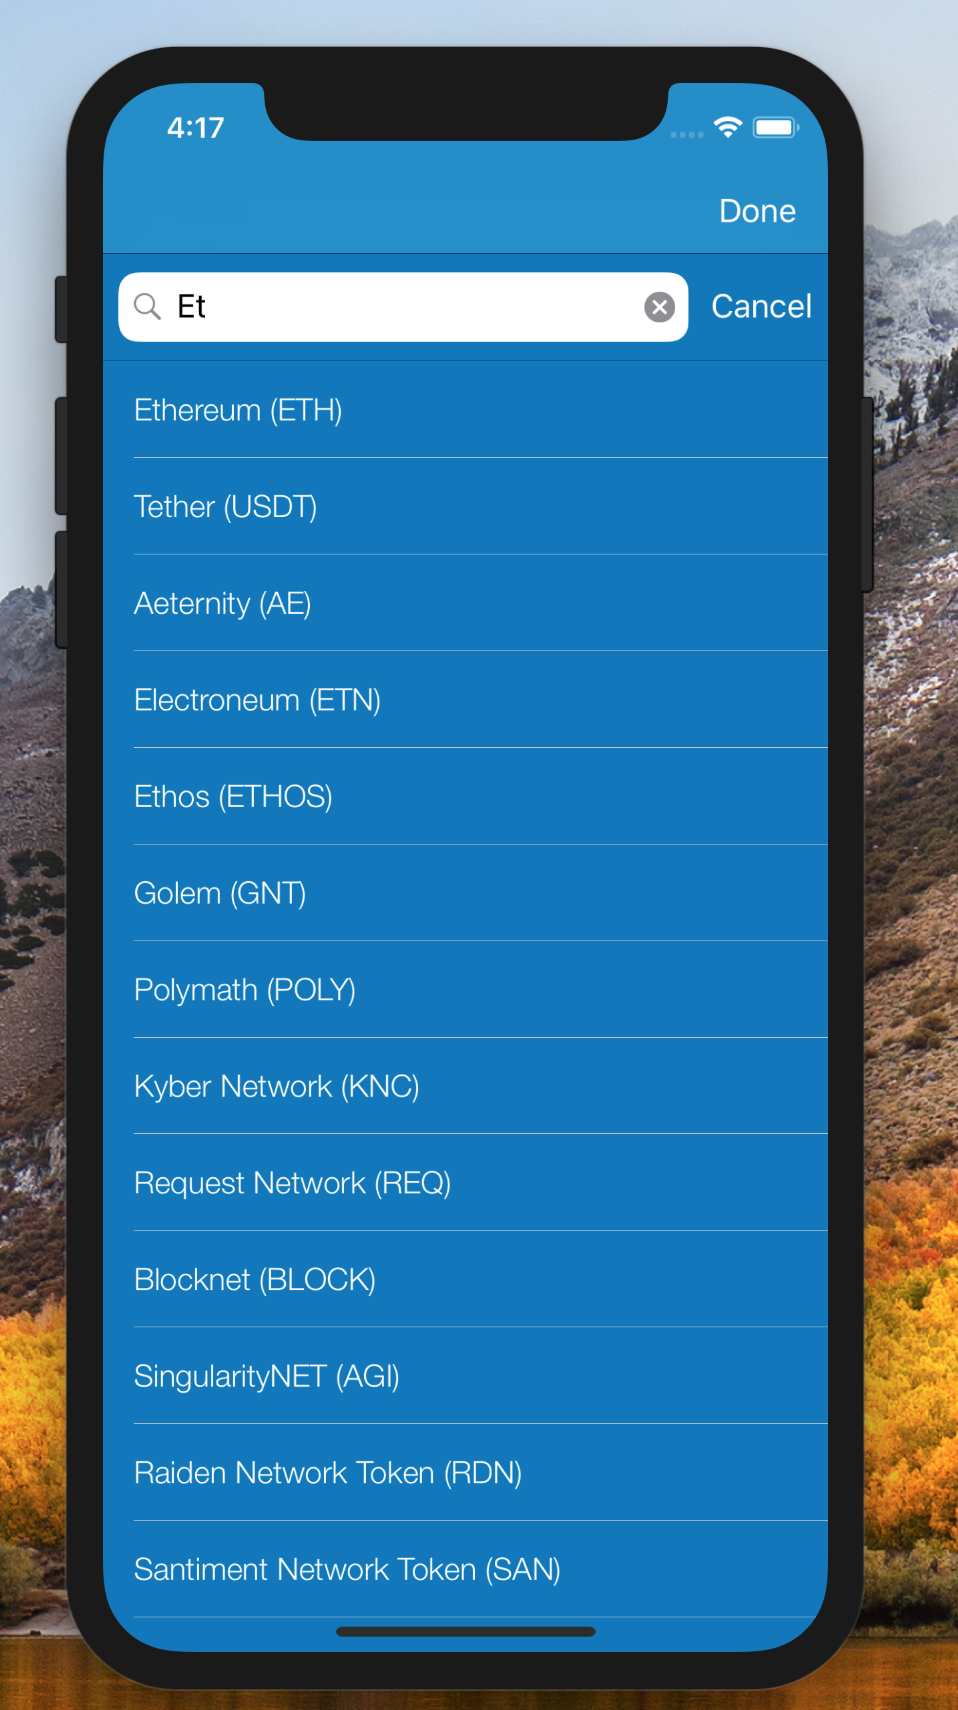 4:17
Done
Et
Cancel
Ethereum (ETH)
Tether (USDT)
Aeternity (AE)
Electroneum (ETN)
Ethos (ETHOS)
Golem (GNT)
Polymath (POLY)
Kyber Network (KNC)
Request Network (REQ)
Blocknet (BLOCK)
SingularityNET (AGI)
Raiden Network Token (RDN)
Santiment Network Token (SAN)